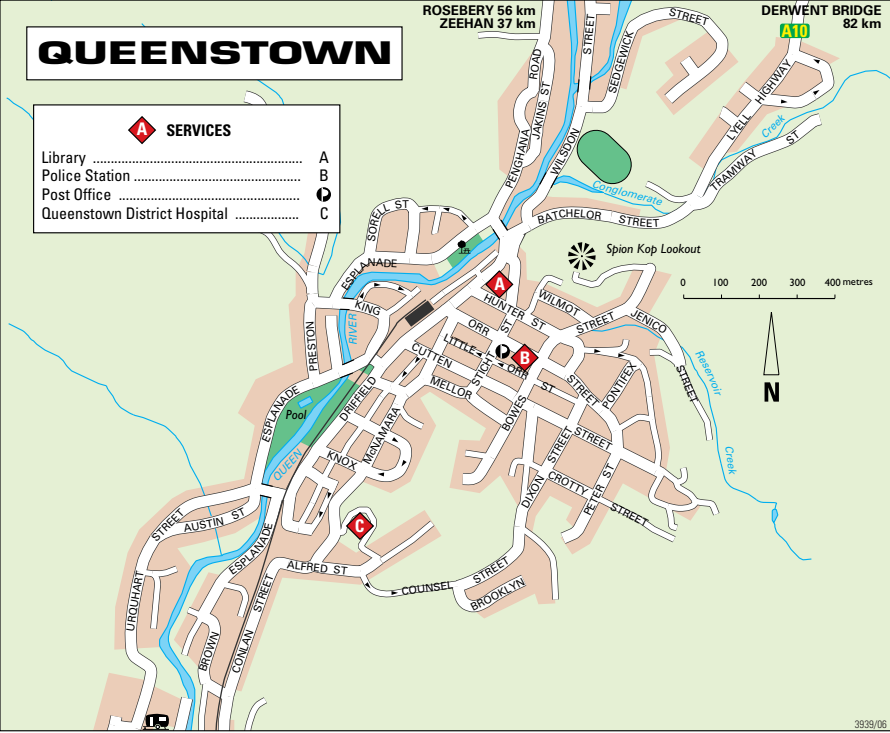 ROSEBERY 56 km
ZEEHAN 37 km
DERWENT BRIDGE
82 km
A10
QUEENSTOWN
A SERVICES
Library ........................................................... A
Police Station .............................................. B
Post Office ...................................................
Queenstown District Hospital .................. C
STREET
STREET
SEDGEWICK
ROAD
PENGHANA
JAKINS ST
WILSDON
LYELL HIGHWAY
Creek
Conglomerate
TRAMWAY ST
BATCHELOR STREET
SORELL ST
ESPLANADE
Spion Kop Lookout
0 100 200 300 400 metres
N
A
KING
RIVER
PRESTON
HUNTER ST
WILMOT
STREET
JENICO
STREET
ORR
ST
LITTLE
ORR
ST
STICHT
B
CUTTEN
MELLOR
STREET
PONTIFEX
Reservoir
Creek
ESPLANADE
Pool
DRIFFIELD
McNAMARA
BOWES
STREET
DIXON STREET
KNOX
QUEEN
CROTTY STREET
PETER ST
STREET
AUSTIN ST
C
ESPLANADE
ALFRED ST
COUNSEL STREET
BROOKLYN
URQUHART
BROWN
CONLAN STREET
3939/06